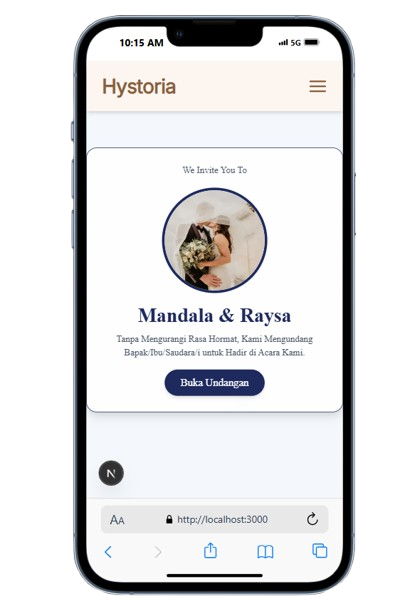 10:15 AM
5G
Hystoria
We Invite You To
Mandala & Raysa
Tanpa Mengurangi Rasa Hormat, Kami Mengundang
Bapak/Ibu/Saudara/i untuk Hadir di Acara Kami.
Buka Undangan
N
AA
http://localhost:3000